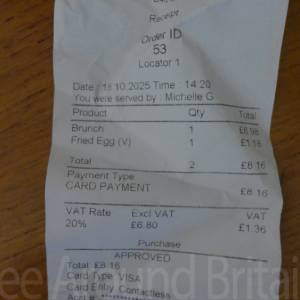 Receipt
Order ID
53
Locator 1
Date : 18.10.2025 Time : 14:20
You were served by : Michelle G
Product Qty Total
Brunch 1 £6.98
Fried Egg (V) 1 £1.18
Total 2 £8.16
Payment Type
CARD PAYMENT £8.16
VAT Rate Excl VAT VAT
20% £6.80 £1.36
Purchase
APPROVED
Total £8.16
Card Type VISA
Card Entry Contactless